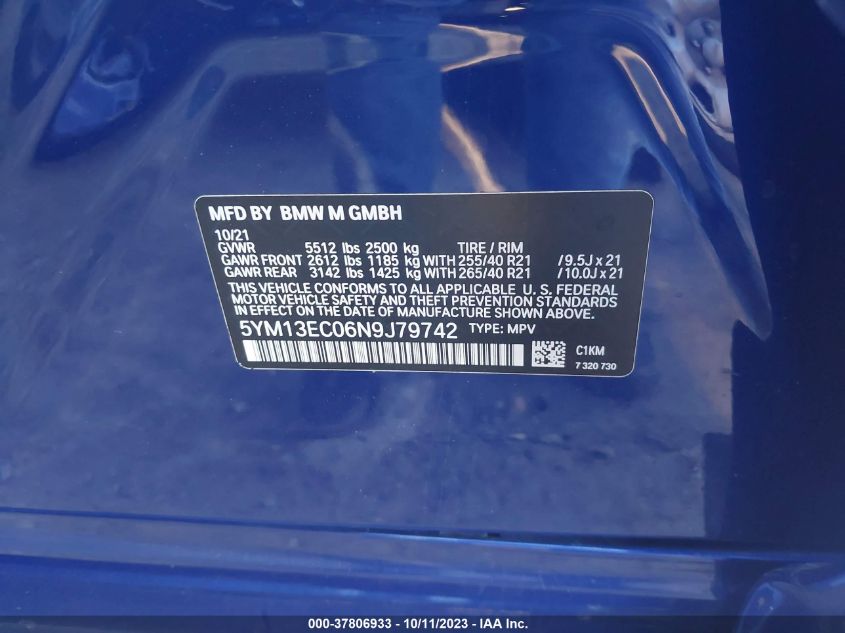 MFD BY BMW M GMBH
10/21
GVWR 5512 lbs 2500 kg TIRE / RIM
GAWR FRONT 2612 lbs 1185 kg WITH 255/40 R21 /9.5J x 21
GAWR REAR 3142 lbs 1425 kg WITH 265/40 R21 /10.0J x 21
THIS VEHICLE CONFORMS TO ALL APPLICABLE U. S. FEDERAL
MOTOR VEHICLE SAFETY AND THEFT PREVENTION STANDARDS
IN EFFECT ON THE DATE OF MANUFACTURE SHOWN ABOVE.
5YM13EC06N9J79742 TYPE: MPV
C1KM
7 320 730
000-37806933 - 10/11/2023 - IAA Inc.